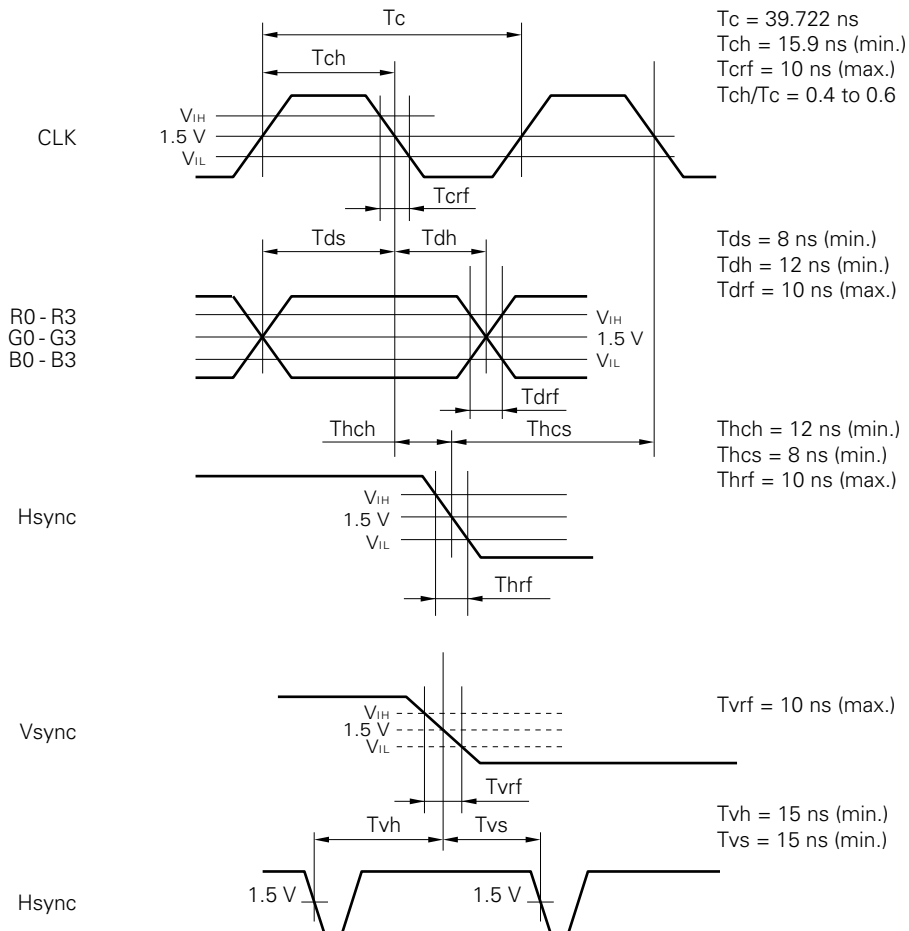 Tc
Tch
Tc = 39.722 ns
Tch = 15.9 ns (min.)
Tcrf = 10 ns (max.)
Tch/Tc = 0.4 to 0.6
CLK
VIH
1.5 V
VIL
Tcrf
Tds
Tdh
Tds = 8 ns (min.)
Tdh = 12 ns (min.)
Tdrf = 10 ns (max.)
R0 - R3
G0 - G3
B0 - B3
VIH
1.5 V
VIL
Tdrf
Thch
Thcs
Thch = 12 ns (min.)
Thcs = 8 ns (min.)
Thrf = 10 ns (max.)
Hsync
VIH
1.5 V
VIL
Thrf
Vsync
VIH
1.5 V
VIL
Tvrf = 10 ns (max.)
Tvrf
Tvh
Tvs
Tvh = 15 ns (min.)
Tvs = 15 ns (min.)
Hsync
1.5 V
1.5 V